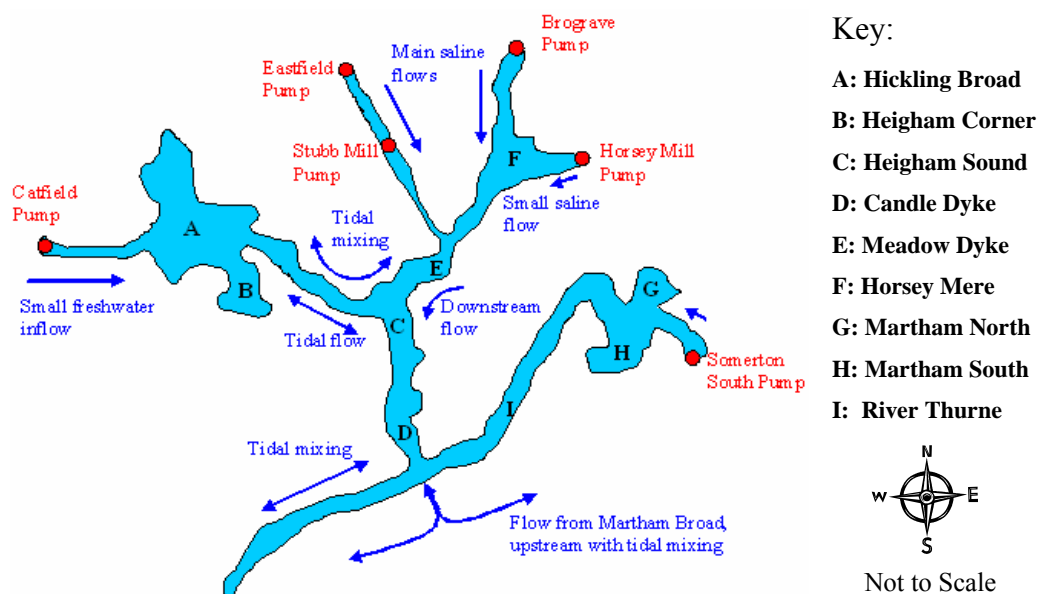 Brograve
Pump
Main saline
flows
Eastfield
Pump
Stubb Mill
Pump
F
Horsey Mill
Pump
Small saline
flow
Catfield
Pump
A
Tidal
mixing
E
B
Small freshwater
inflow
Tidal flow
C
Downstream
flow
G
H
Somerton
South Pump
I
D
Tidal mixing
Flow from Martham Broad,
upstream with tidal mixing
Key:
A: Hickling Broad
B: Heigham Corner
C: Heigham Sound
D: Candle Dyke
E: Meadow Dyke
F: Horsey Mere
G: Martham North
H: Martham South
I: River Thurne
N
W
E
S
Not to Scale